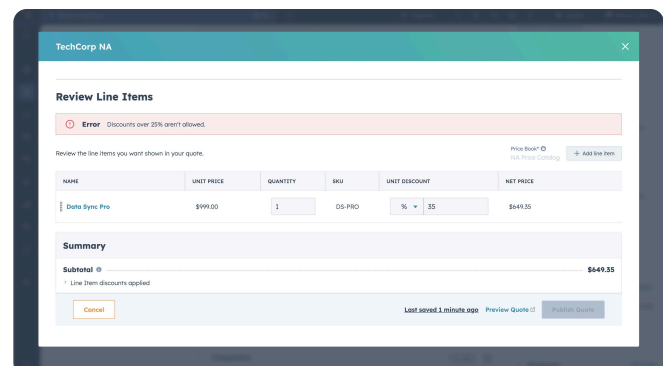 TechCorp NA
Review Line Items
Error Discounts over 25% aren't allowed.
Review the line items you want shown in your quote.
Price Book*
NA Price Catalog
+ Add line item
NAME UNIT PRICE QUANTITY SKU UNIT DISCOUNT NET PRICE
Data Sync Pro $999.00 1 DS-PRO % 35 $649.35
Summary
Subtotal $649.35
Line Item discounts applied
Cancel Last saved 1 minute ago Preview Quote Publish Quote